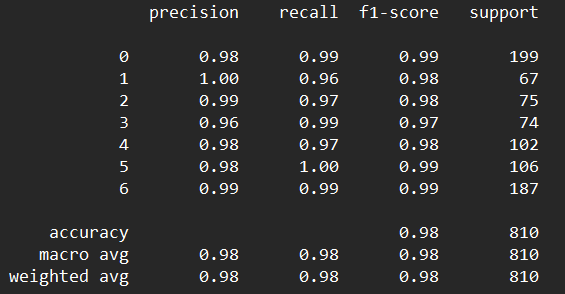 precision recall f1-score support
0 0.98 0.99 0.99 199
1 1.00 0.96 0.98 67
2 0.99 0.97 0.98 75
3 0.96 0.99 0.97 74
4 0.98 0.97 0.98 102
5 0.98 1.00 0.99 106
6 0.99 0.99 0.99 187
accuracy 0.98 810
macro avg 0.98 0.98 0.98 810
weighted avg 0.98 0.98 0.98 810